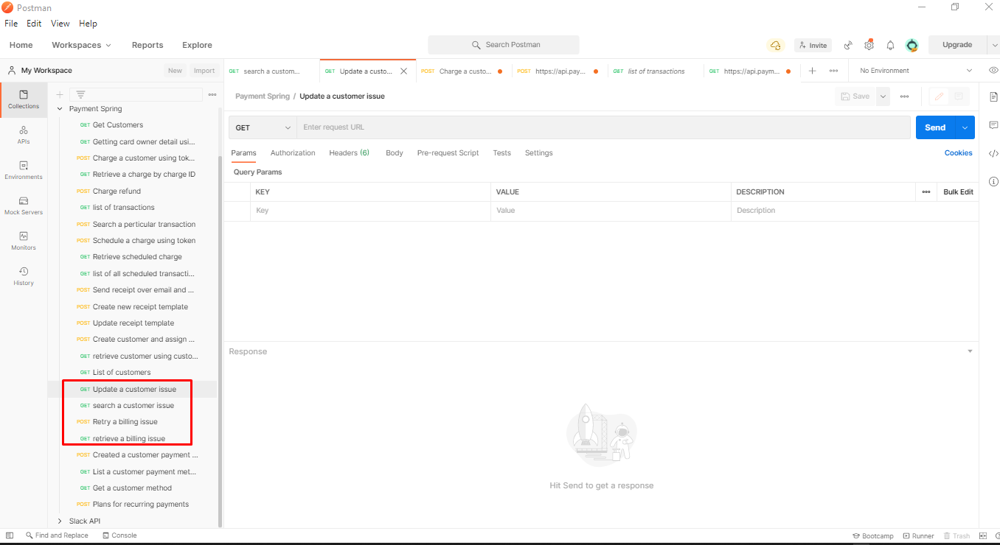 Postman
File Edit View Help
Home Workspaces Reports Explore Search Postman Invite Upgrade
My Workspace New Import
GET search a custom...
GET Update a custo...
POST Charge a custo...
POST https://api.pay...
GET list of transactions
GET https://api.paym...
No Environment
Collections
APIs
Environments
Mock Servers
Monitors
History
Payment Spring
GET Get Customers
GET Getting card owner detail usi...
POST Charge a customer using tok...
GET Retrieve a charge by charge ID
POST Charge refund
GET list of transactions
POST Search a perticular transaction
POST Schedule a charge using token
GET Retrieve scheduled charge
GET list of all scheduled transacti...
POST Send receipt over email and ...
POST Create new receipt template
POST Update receipt template
POST Create customer and assign ...
GET retrieve customer using custo...
GET List of customers
GET Update a customer issue
GET search a customer issue
POST Retry a billing issue
GET retrieve a billing issue
POST Created a customer payment ...
GET List a customer payment met...
GET Get a customer method
POST Plans for recurring payments
Slack API
Payment Spring / Update a customer issue Save
GET Enter request URL Send
Params Authorization Headers (6) Body Pre-request Script Tests Settings Cookies
Query Params
KEY VALUE DESCRIPTION Bulk Edit
Key Value Description
Response
Hit Send to get a response
Find and Replace Console Bootcamp Runner Trash